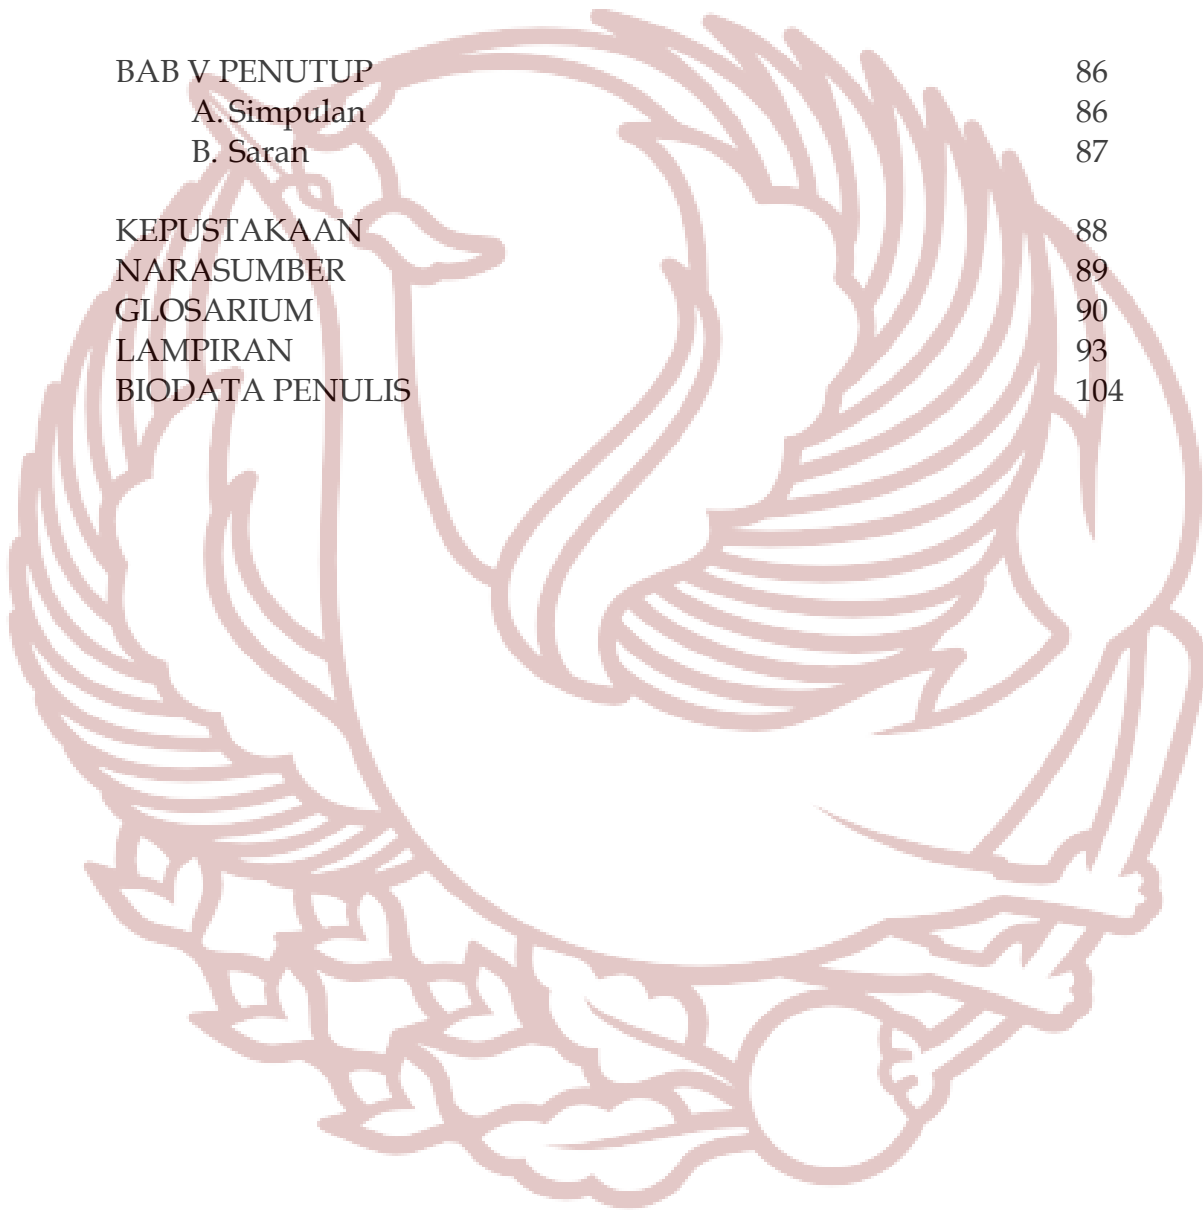 BAB V PENUTUP 86
A. Simpulan 86
B. Saran 87
KEPUSTAKAAN 88
NARASUMBER 89
GLOSARIUM 90
LAMPIRAN 93
BIODATA PENULIS 104